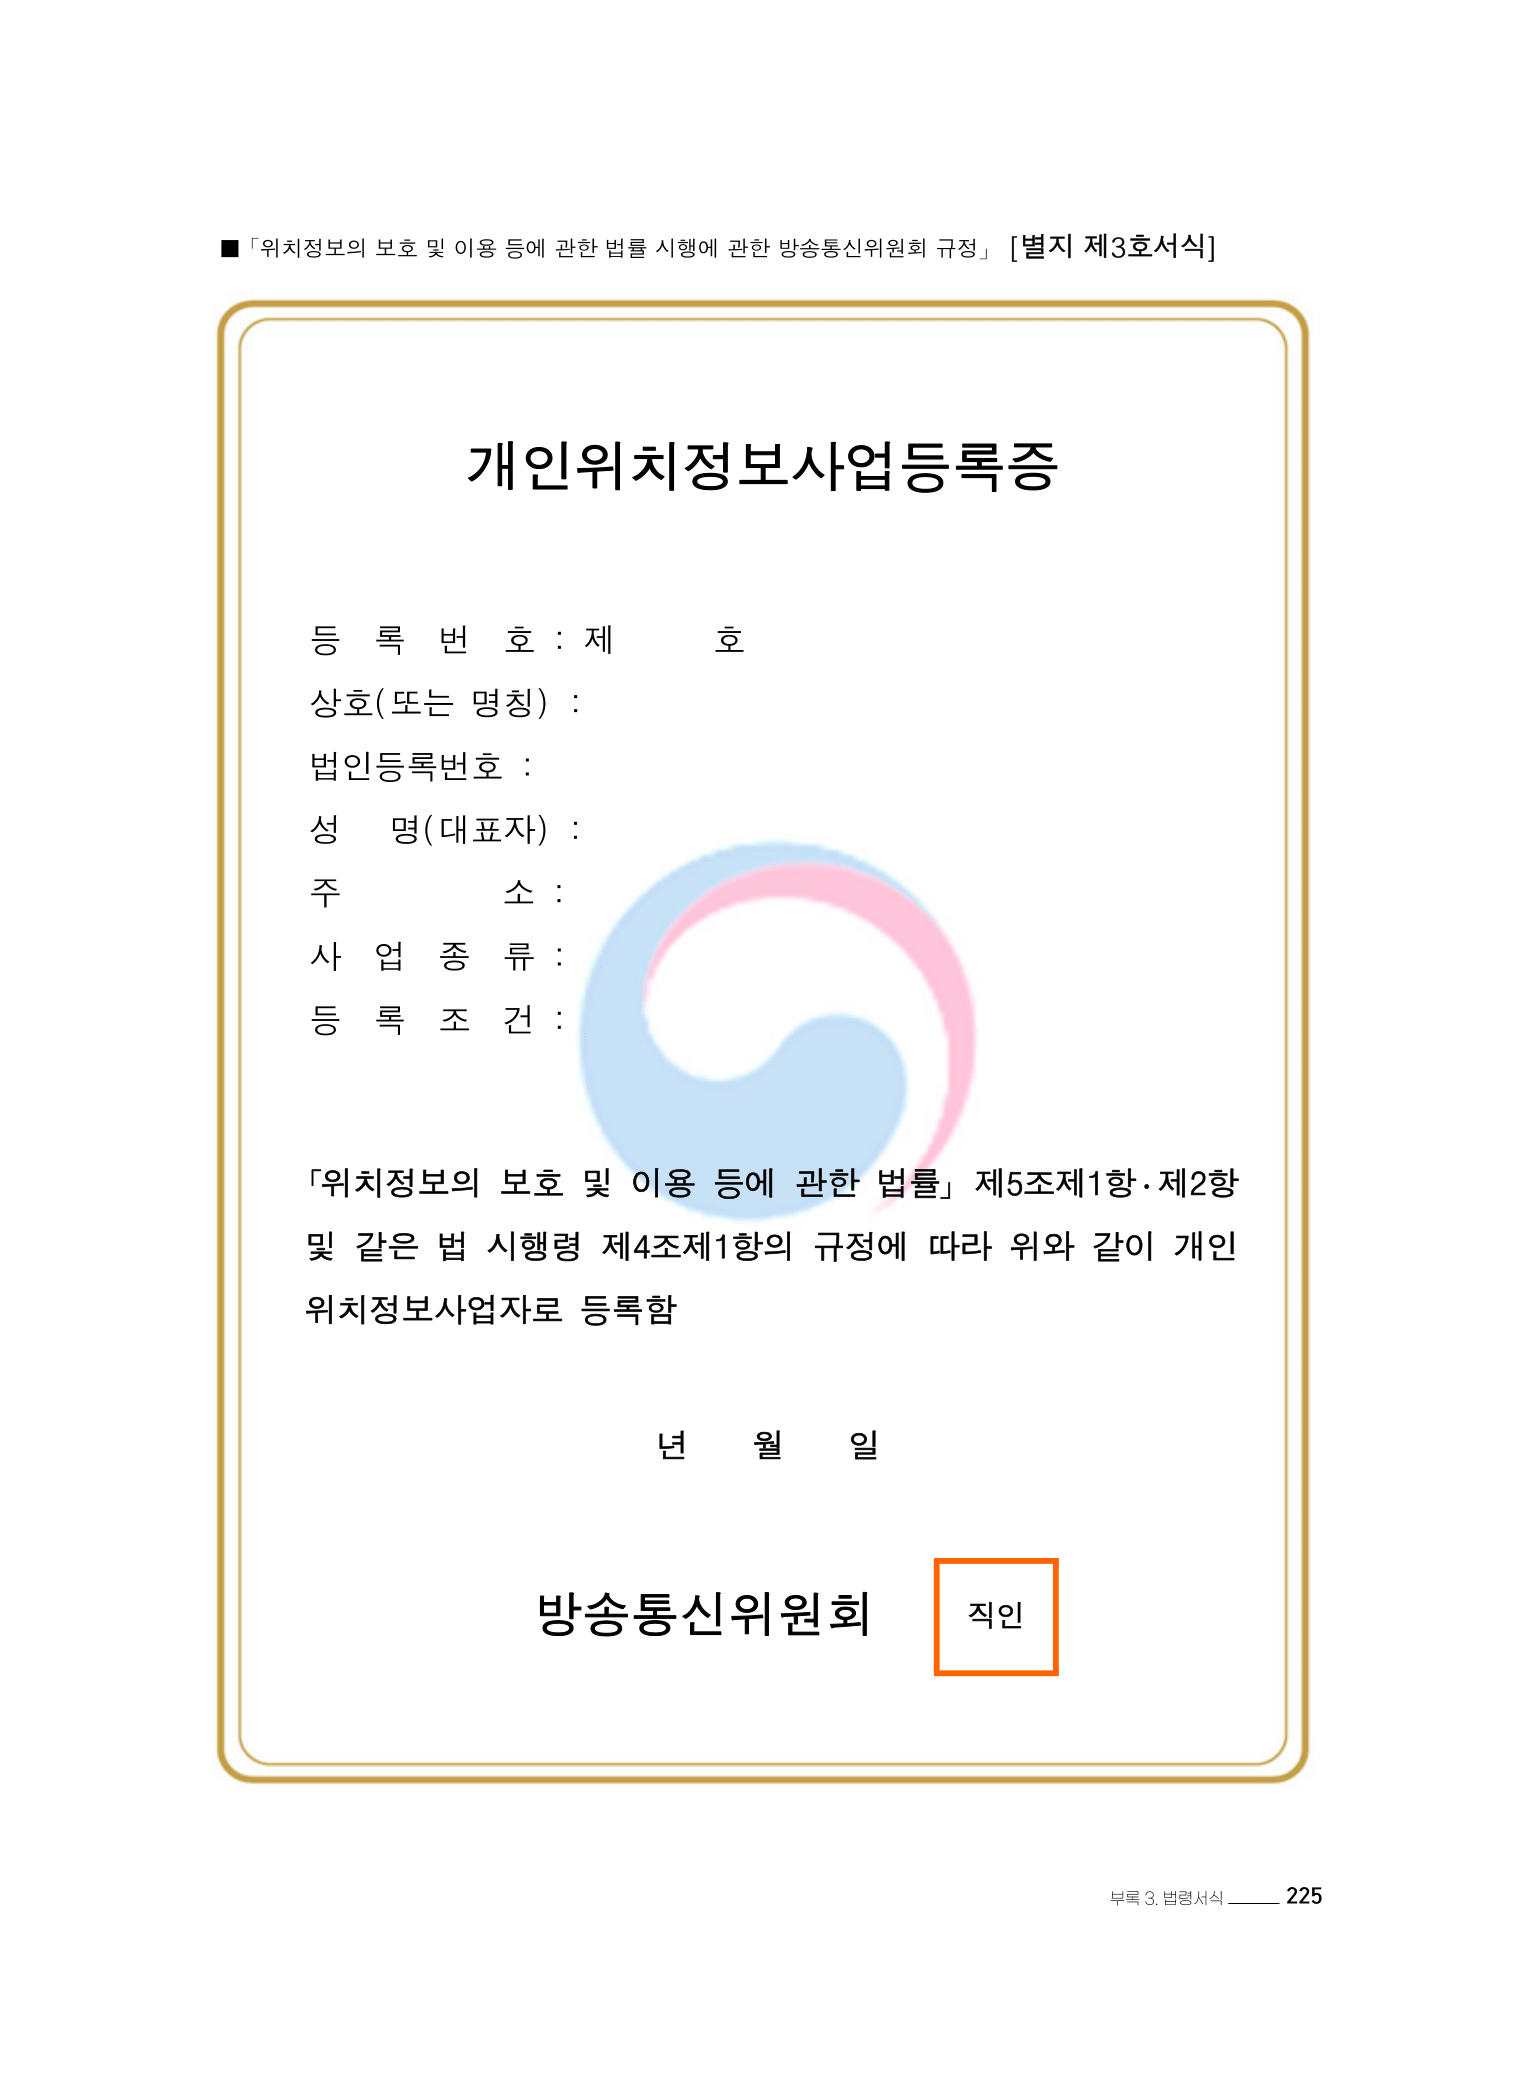 ■「위치정보의 보호 및 이용 등에 관한 법률 시행에 관한 방송통신위원회 규정」 [별지 제3호서식]
개인위치정보사업등록증
등 록 번 호 : 제 호
상호(또는 명칭) :
법인등록번호 :
성 명(대표자) :
주 소 :
사 업 종 류 :
등 록 조 건 :
「위치정보의 보호 및 이용 등에 관한 법률」 제5조제1항·제2항
및 같은 법 시행령 제4조제1항의 규정에 따라 위와 같이 개인
위치정보사업자로 등록함
년 월 일
방송통신위원회 직인
부록 3. 법령서식 225